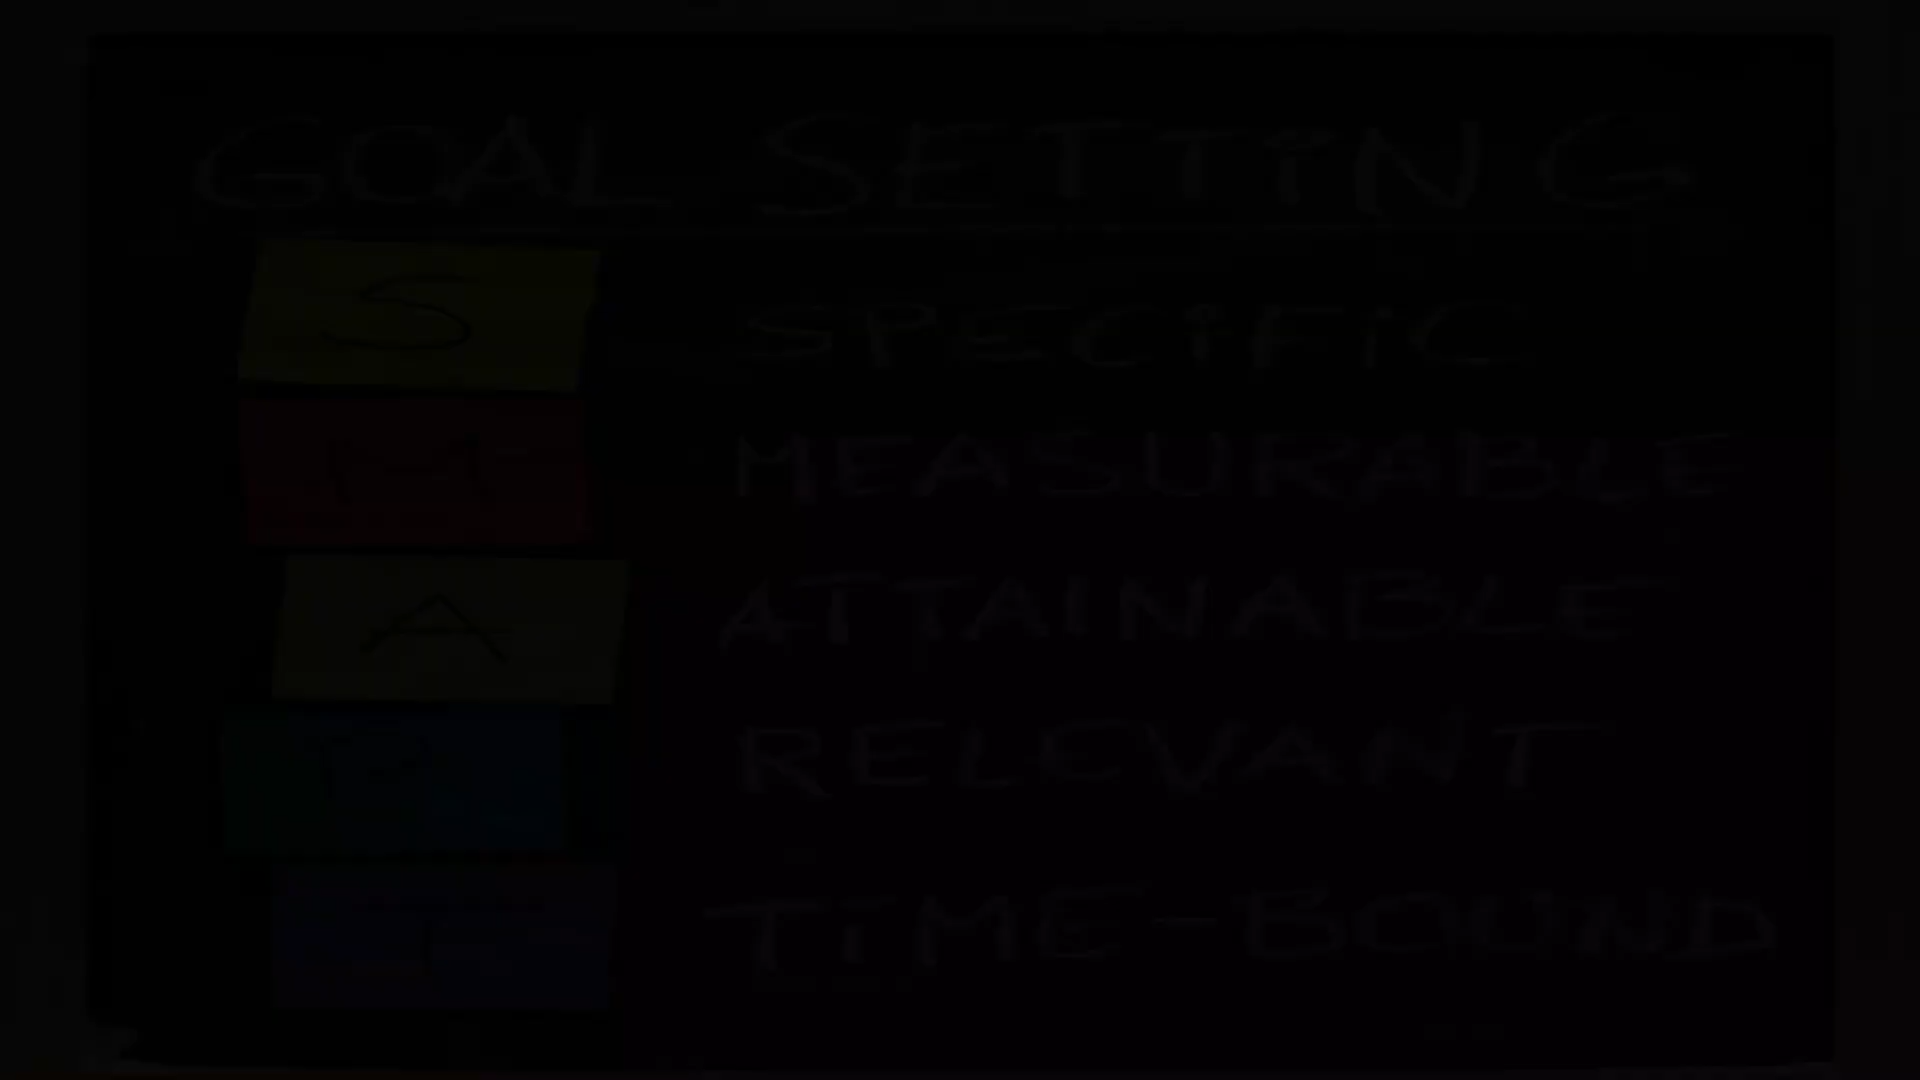 GOAL SETTiNG
S SPECiFiC
M MEASURABLE
A ATTAINABLE
R RELEVANT
T TiME-BOUND